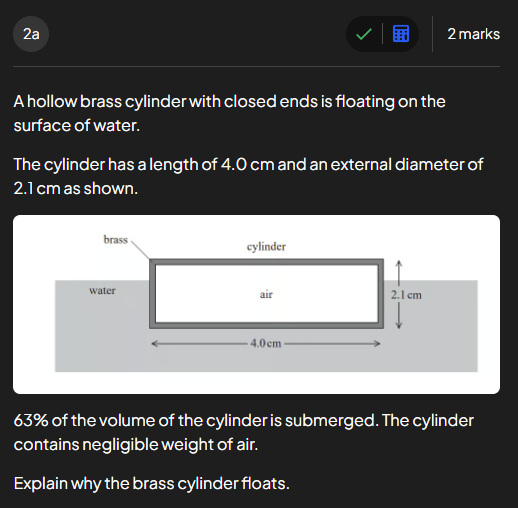 2a
2 marks
A hollow brass cylinder with closed ends is floating on the
surface of water.
The cylinder has a length of 4.0 cm and an external diameter of
2.1 cm as shown.
brass
cylinder
water
air
2.1 cm
4.0 cm
63% of the volume of the cylinder is submerged. The cylinder
contains negligible weight of air.
Explain why the brass cylinder floats.